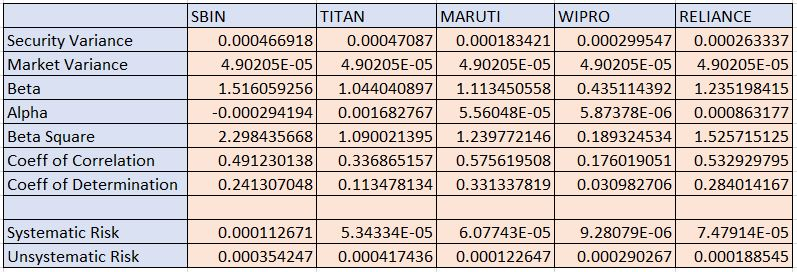 SBIN TITAN MARUTI WIPRO RELIANCE
Security Variance 0.000466918 0.00047087 0.000183421 0.000299547 0.000263337
Market Variance 4.90205E-05 4.90205E-05 4.90205E-05 4.90205E-05 4.90205E-05
Beta 1.516059256 1.044040897 1.113450558 0.435114392 1.235198415
Alpha -0.000294194 0.001682767 5.56048E-05 5.87378E-06 0.000863177
Beta Square 2.298435668 1.090021395 1.239772146 0.189324534 1.525715125
Coeff of Correlation 0.491230138 0.336865157 0.575619508 0.176019051 0.532929795
Coeff of Determination 0.241307048 0.113478134 0.331337819 0.030982706 0.284014167
Systematic Risk 0.000112671 5.34334E-05 6.07743E-05 9.28079E-06 7.47914E-05
Unsystematic Risk 0.000354247 0.000417436 0.000122647 0.000290267 0.000188545